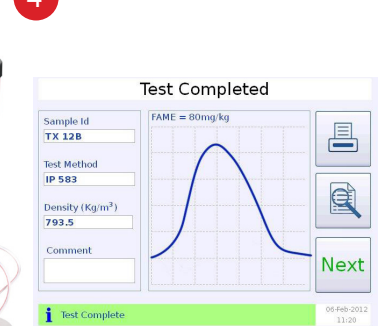 4
Test Completed
Sample Id
TX 12B
Test Method
IP 583
Density (Kg/m³)
793.5
Comment
FAME = 80mg/kg
Next
i Test Complete
06-Feb-2012
11:20